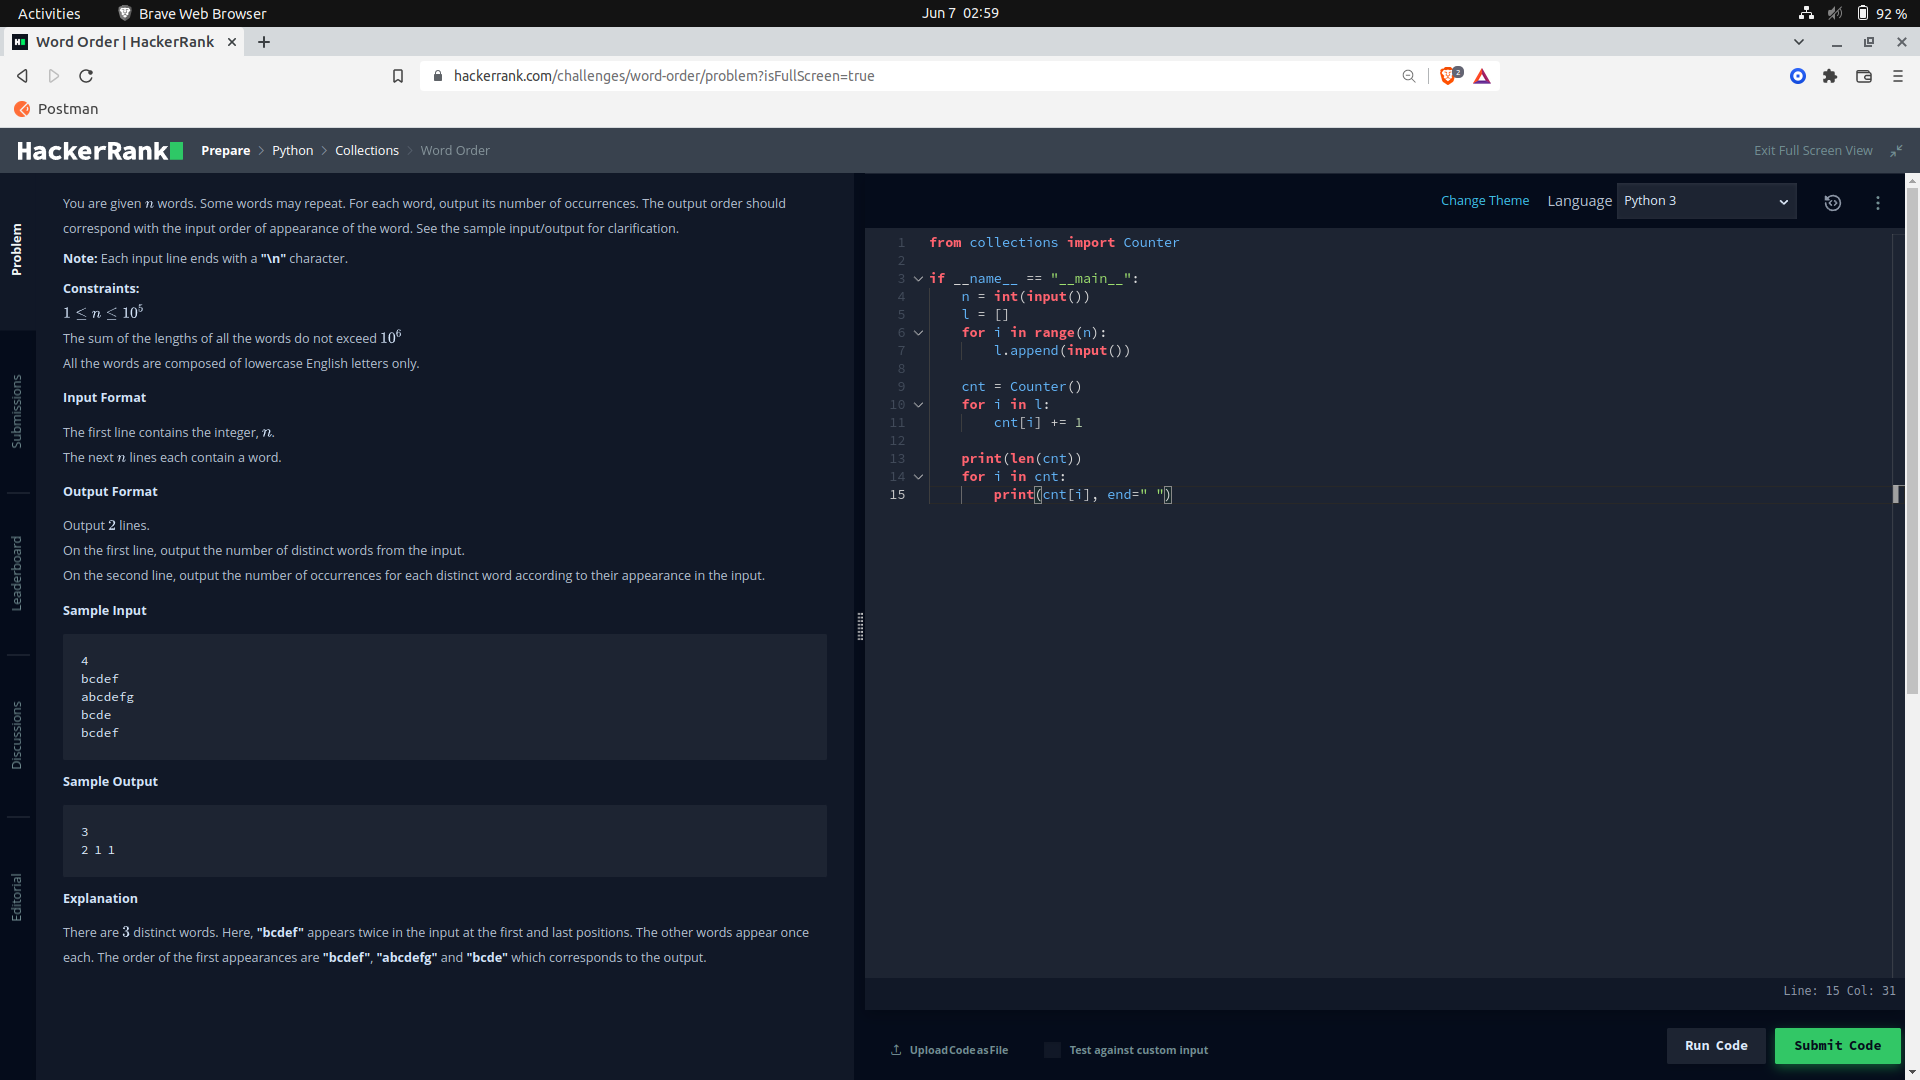 Activities
Brave Web Browser
Jun 7 02:59
92 %
Word Order | HackerRank
hackerrank.com/challenges/word-order/problem?isFullScreen=true
2
Postman
HackerRank
Prepare > Python > Collections > Word Order
Exit Full Screen View
Problem
Submissions
Leaderboard
Discussions
Editorial
You are given n words. Some words may repeat. For each word, output its number of occurrences. The output order should
correspond with the input order of appearance of the word. See the sample input/output for clarification.
Note: Each input line ends with a "\n" character.
Constraints:
1 ≤ n ≤ 10⁵
The sum of the lengths of all the words do not exceed 10⁶
All the words are composed of lowercase English letters only.
Input Format
The first line contains the integer, n.
The next n lines each contain a word.
Output Format
Output 2 lines.
On the first line, output the number of distinct words from the input.
On the second line, output the number of occurrences for each distinct word according to their appearance in the input.
Sample Input
4
bcdef
abcdefg
bcde
bcdef
Sample Output
3
2 1 1
Explanation
There are 3 distinct words. Here, "bcdef" appears twice in the input at the first and last positions. The other words appear once
each. The order of the first appearances are "bcdef", "abcdefg" and "bcde" which corresponds to the output.
Change Theme
Language
Python 3
1 from collections import Counter
2
3 if __name__ == "__main__":
4     n = int(input())
5     l = []
6     for i in range(n):
7         l.append(input())
8
9     cnt = Counter()
10     for i in l:
11         cnt[i] += 1
12
13     print(len(cnt))
14     for i in cnt:
15         print(cnt[i], end=" ")
Line: 15 Col: 31
Upload Code as File
Test against custom input
Run Code
Submit Code